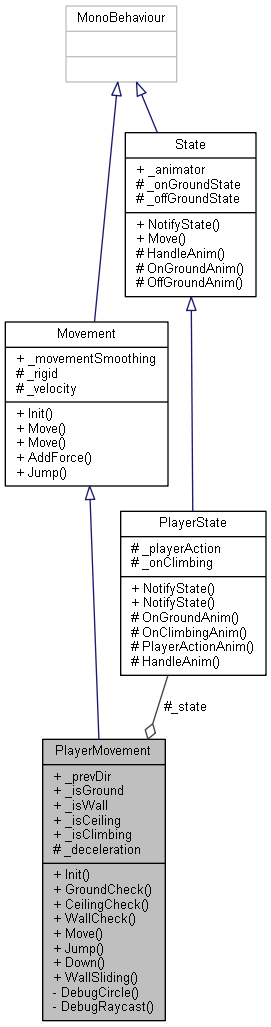 MonoBehaviour
State
+ _animator
# _onGroundState
# _offGroundState
+ NotifyState()
+ Move()
# HandleAnim()
# OnGroundAnim()
# OffGroundAnim()
Movement
+ _movementSmoothing
# _rigid
# _velocity
+ Init()
+ Move()
+ Move()
+ AddForce()
+ Jump()
PlayerState
# _playerAction
# _onClimbing
+ NotifyState()
+ NotifyState()
# OnGroundAnim()
# OnClimbingAnim()
# PlayerActionAnim()
# HandleAnim()
#_state
PlayerMovement
+ _prevDir
+ _isGround
+ _isWall
+ _isCeiling
+ _isClimbing
# _deceleration
+ Init()
+ GroundCheck()
+ CeilingCheck()
+ WallCheck()
+ Move()
+ Jump()
+ Down()
+ WallSliding()
- DebugCircle()
- DebugRaycast()